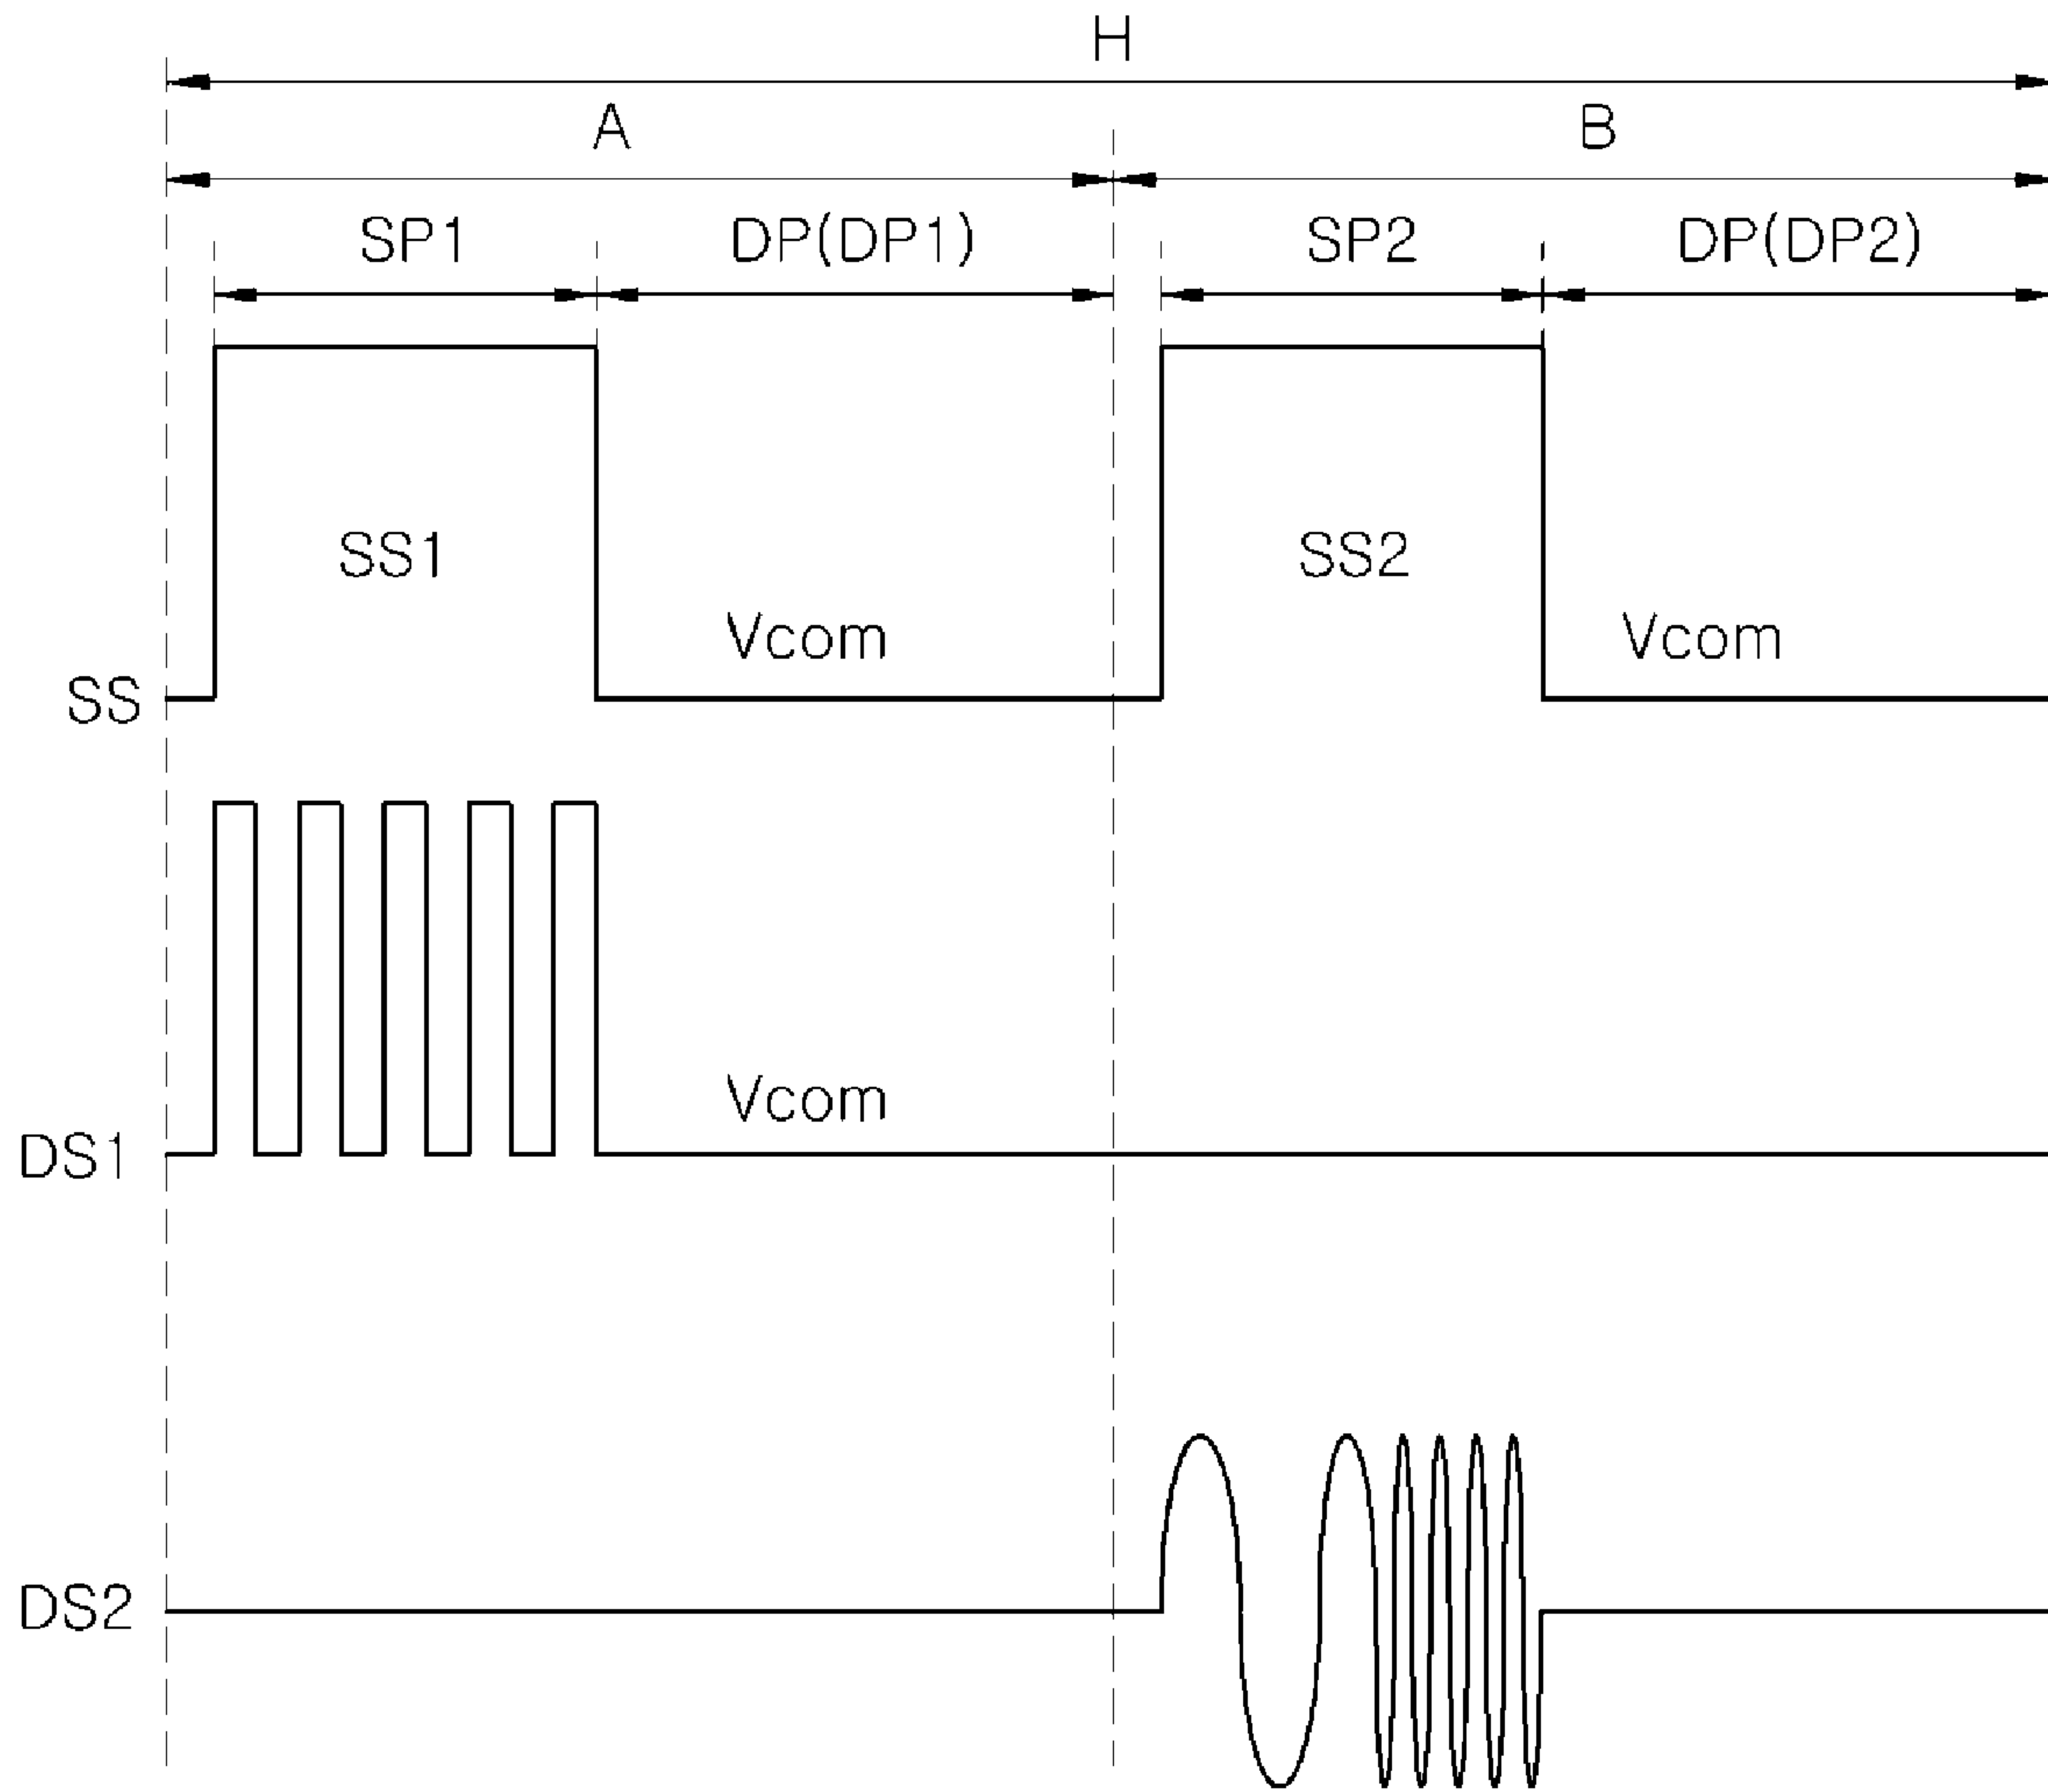 H
A B
SP1 DP(DP1) SP2 DP(DP2)
SS1 SS2
Vcom Vcom
SS
Vcom
DS1
DS2